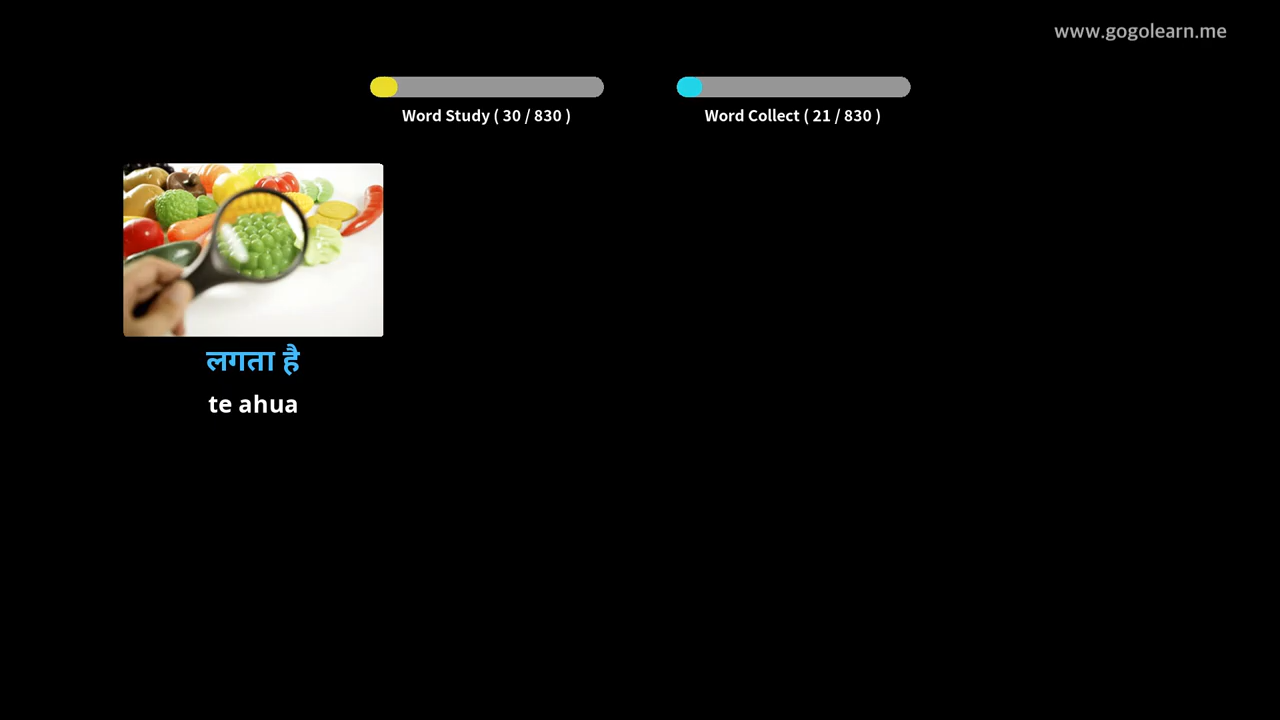 www.gogolearn.me
Word Study ( 30 / 830 )
Word Collect ( 21 / 830 )
लगता है
te ahua